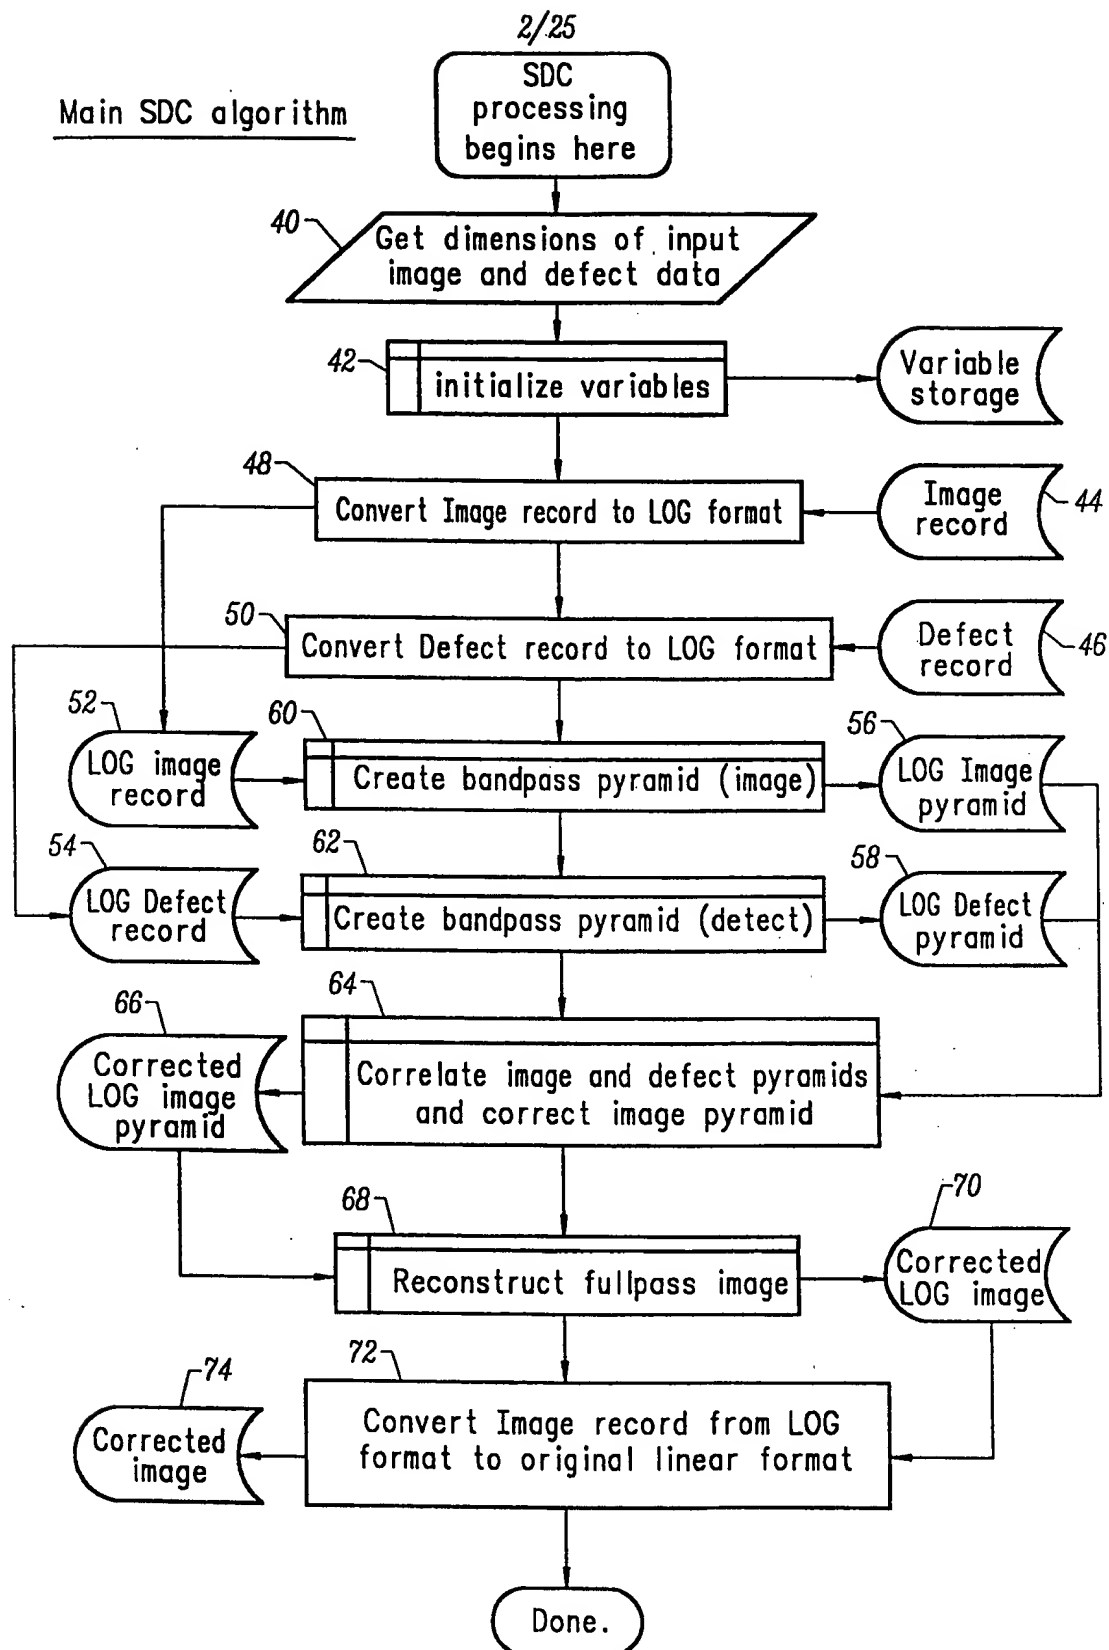 2/25
Main SDC algorithm
SDC
processing
begins here
40
Get dimensions of input
image and defect data
42
initialize variables
Variable
storage
48
Convert Image record to LOG format
Image
record
44
50
Convert Defect record to LOG format
Defect
record
46
52
LOG image
record
60
Create bandpass pyramid (image)
56
LOG Image
pyramid
54
LOG Defect
record
62
Create bandpass pyramid (detect)
58
LOG Defect
pyramid
64
Correlate image and defect pyramids
and correct image pyramid
66
Corrected
LOG image
pyramid
68
Reconstruct fullpass image
70
Corrected
LOG image
72
Convert Image record from LOG
format to original linear format
74
Corrected
image
Done.